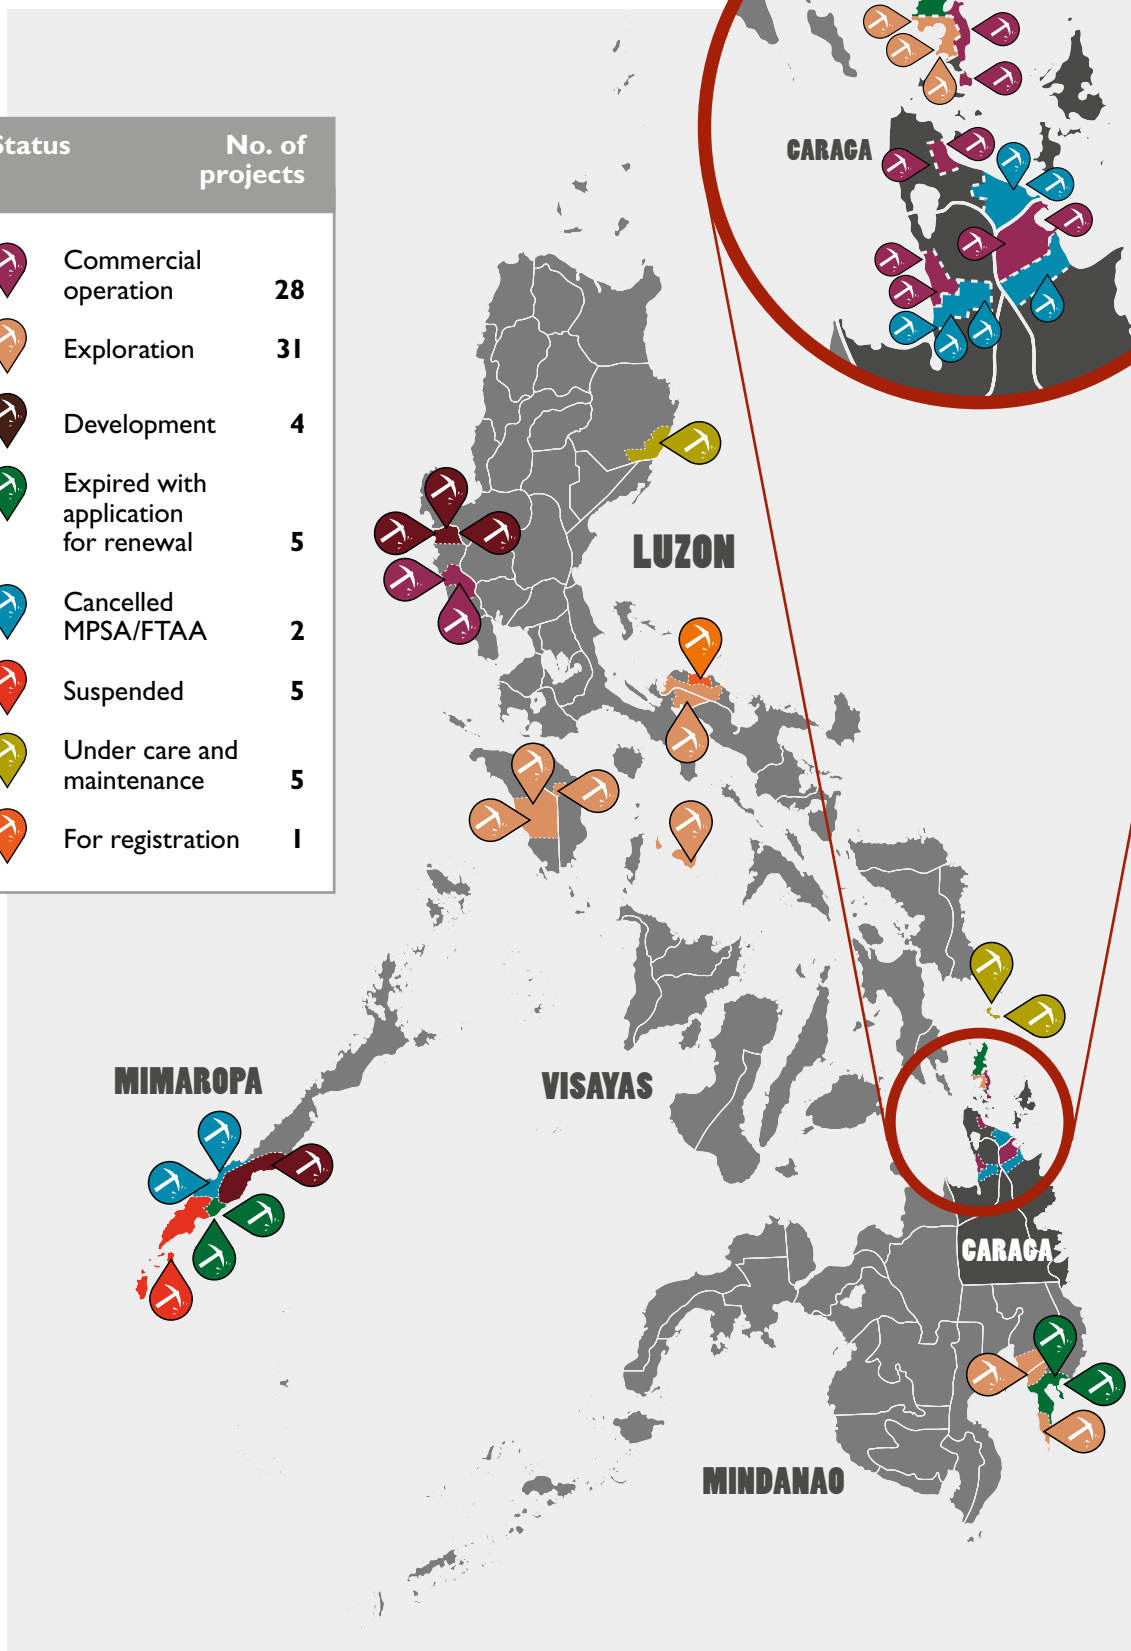 Status No. of
projects
Commercial
operation 28
Exploration 31
Development 4
Expired with
application
for renewal 5
Cancelled
MPSA/FTAA 2
Suspended 5
Under care and
maintenance 5
For registration 1
CARAGA
LUZON
MIMAROPA
VISAYAS
CARAGA
MINDANAO